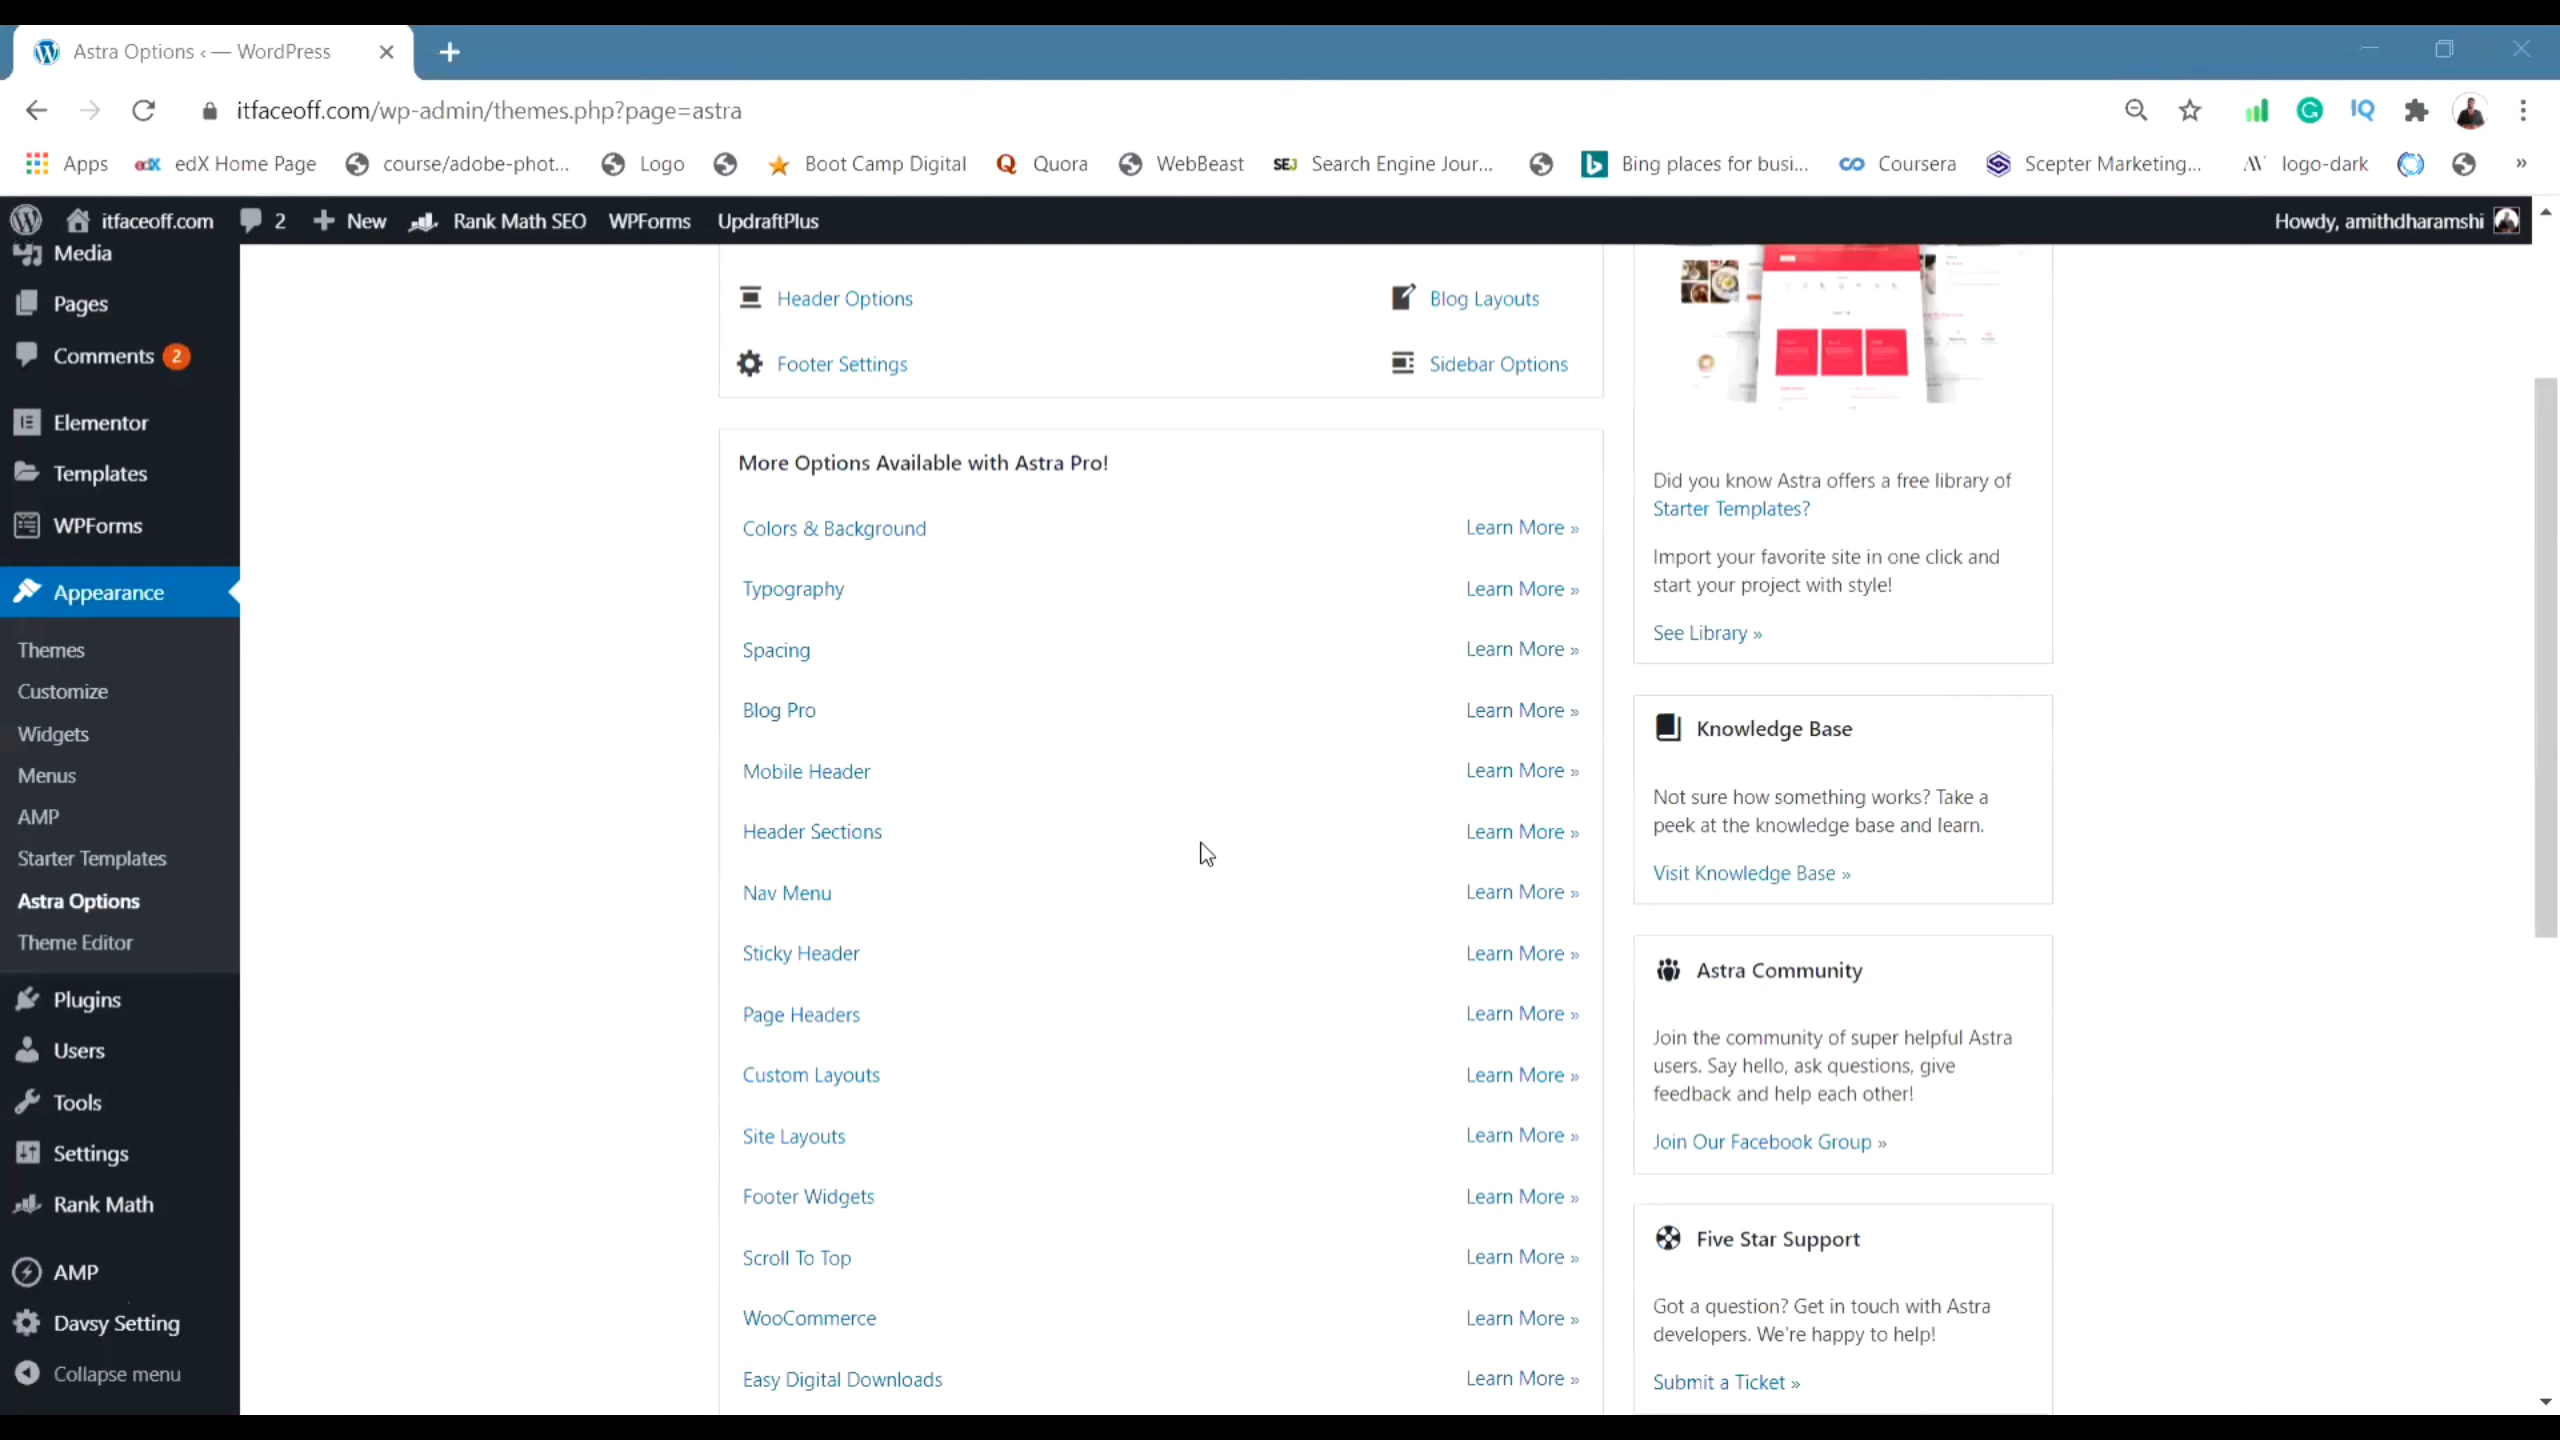 Astra Options ‹ — WordPress
itfaceoff.com/wp-admin/themes.php?page=astra
Apps
edX Home Page
course/adobe-phot...
Logo
Boot Camp Digital
Quora
WebBeast
Search Engine Jour...
Bing places for busi...
Coursera
Scepter Marketing...
logo-dark
»
itfaceoff.com
2
New
Rank Math SEO
WPForms
UpdraftPlus
Howdy, amithdharamshi
Media
Pages
Comments 2
Elementor
Templates
WPForms
Appearance
Themes
Customize
Widgets
Menus
AMP
Starter Templates
Astra Options
Theme Editor
Plugins
Users
Tools
Settings
Rank Math
AMP
Davsy Setting
Collapse menu
Header Options
Blog Layouts
Footer Settings
Sidebar Options
More Options Available with Astra Pro!
Colors & Background
Learn More »
Typography
Learn More »
Spacing
Learn More »
Blog Pro
Learn More »
Mobile Header
Learn More »
Header Sections
Learn More »
Nav Menu
Learn More »
Sticky Header
Learn More »
Page Headers
Learn More »
Custom Layouts
Learn More »
Site Layouts
Learn More »
Footer Widgets
Learn More »
Scroll To Top
Learn More »
WooCommerce
Learn More »
Easy Digital Downloads
Learn More »
Did you know Astra offers a free library of
Starter Templates?
Import your favorite site in one click and
start your project with style!
See Library »
Knowledge Base
Not sure how something works? Take a
peek at the knowledge base and learn.
Visit Knowledge Base »
Astra Community
Join the community of super helpful Astra
users. Say hello, ask questions, give
feedback and help each other!
Join Our Facebook Group »
Five Star Support
Got a question? Get in touch with Astra
developers. We're happy to help!
Submit a Ticket »